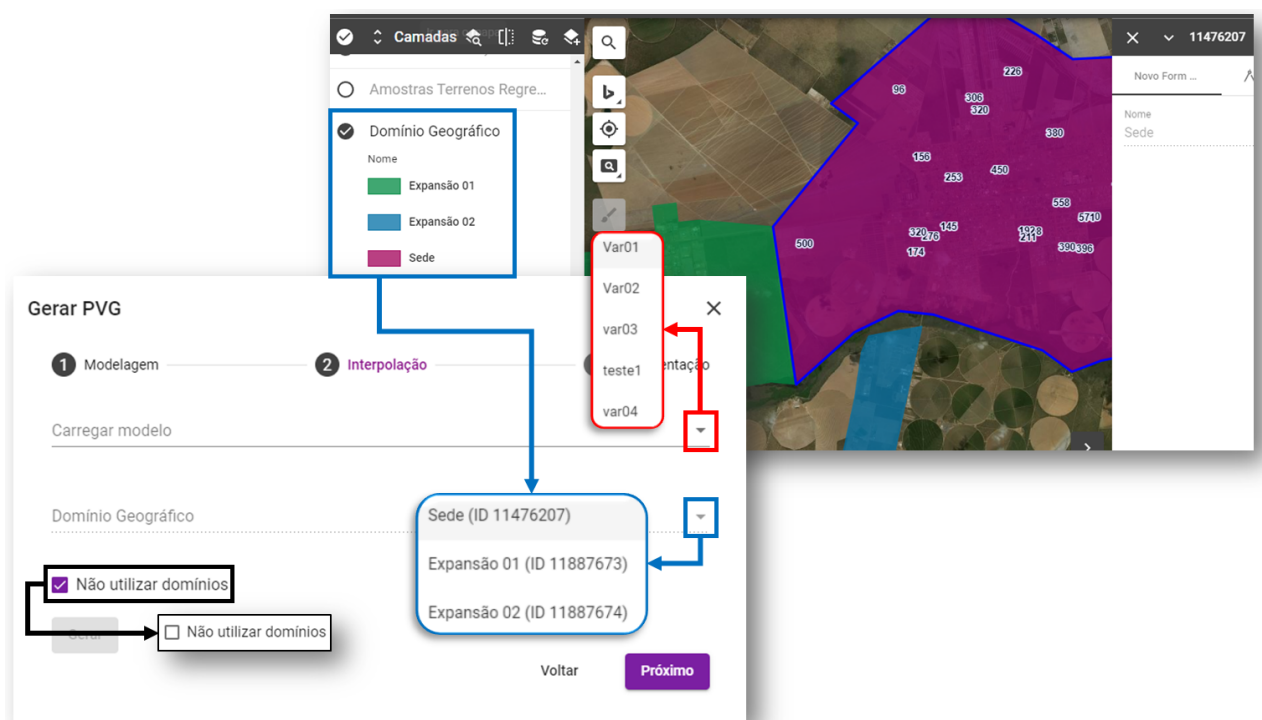 Camadas
11476207
Amostras Terrenos Regre...
Novo Form ...
Domínio Geográfico
Nome
Expansão 01
Expansão 02
Sede
Nome
Sede
226
96
306
320
380
156
253
450
558
5710
320
276
145
174
211
390
396
500
Var01
Var02
var03
teste1
var04
Gerar PVG
1 Modelagem
2 Interpolação
entação
Carregar modelo
Domínio Geográfico
Sede (ID 11476207)
Expansão 01 (ID 11887673)
Expansão 02 (ID 11887674)
Não utilizar domínios
Gerar
Não utilizar domínios
Voltar
Próximo